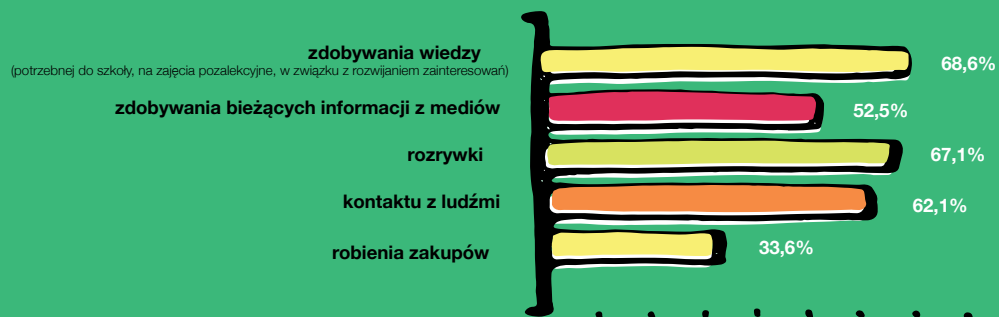 zdobywania wiedzy
(potrzebnej do szkoły, na zajęcia pozalekcyjne, w związku z rozwijaniem zainteresowań)
68,6%
zdobywania bieżących informacji z mediów
52,5%
rozrywki
67,1%
kontaktu z ludźmi
62,1%
robienia zakupów
33,6%